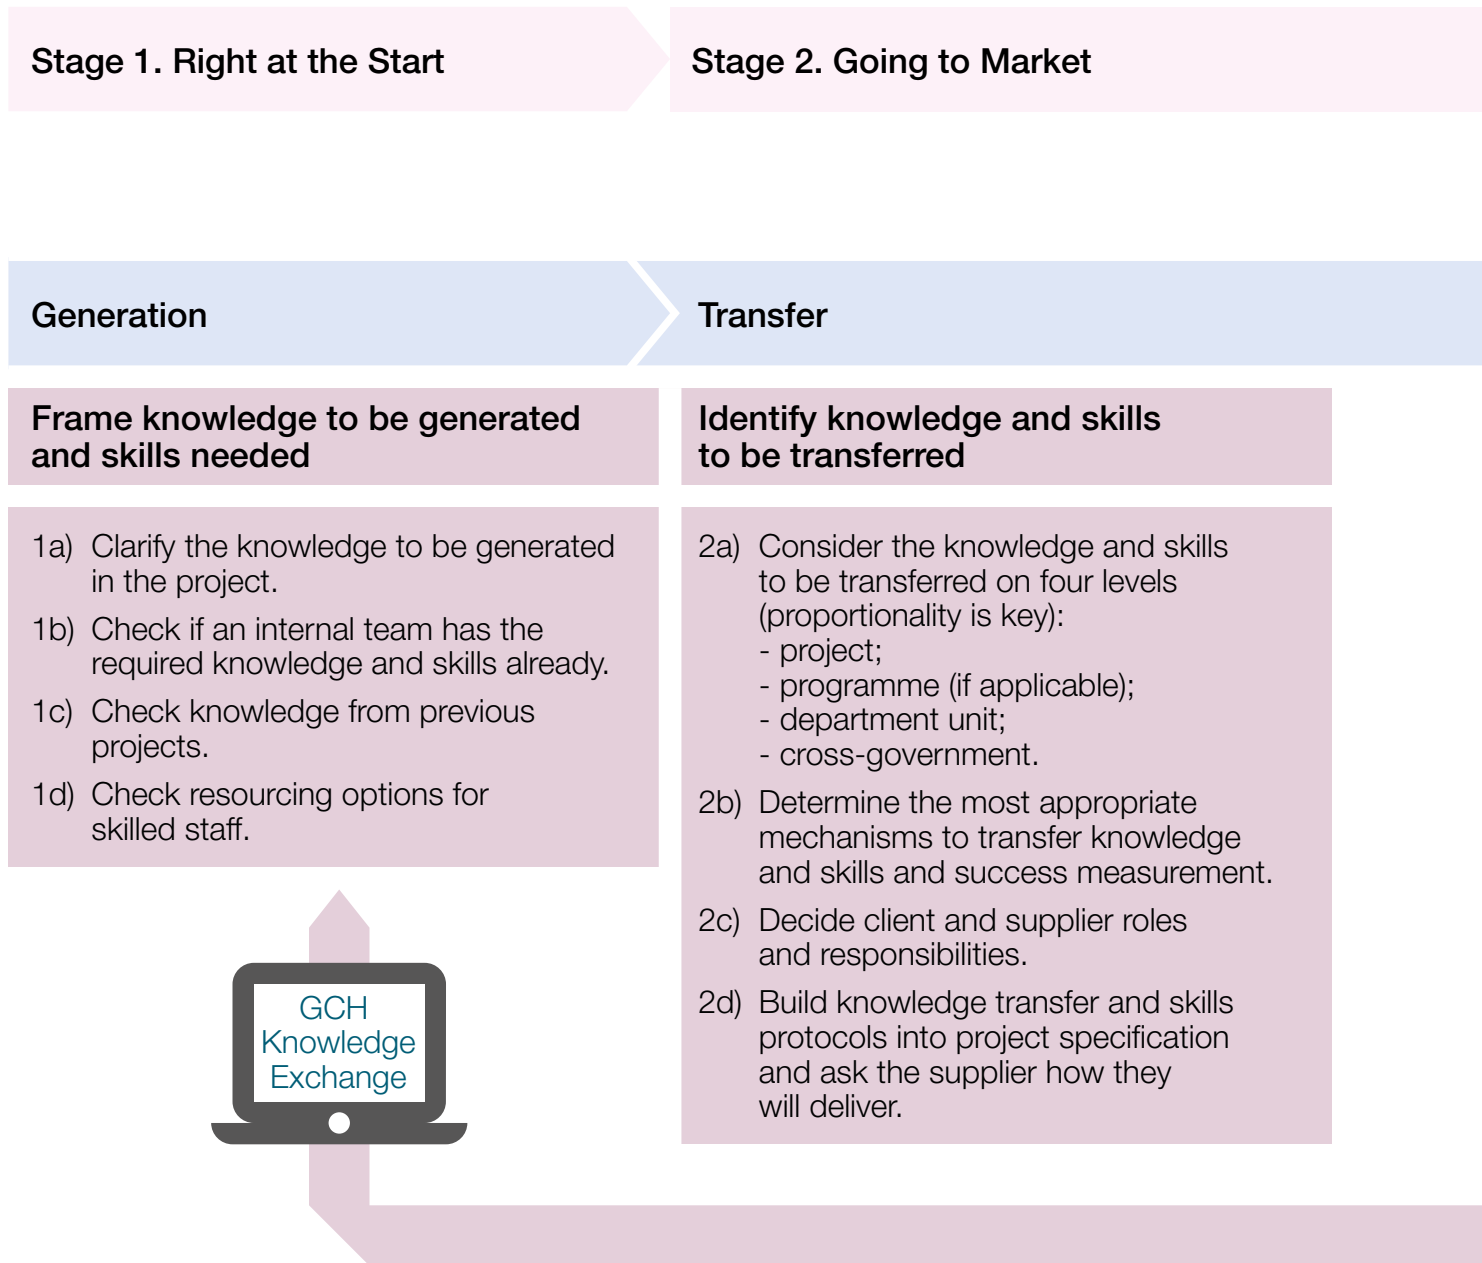 Stage 1. Right at the Start
Stage 2. Going to Market
Generation
Transfer
Frame knowledge to be generated
and skills needed
1a) Clarify the knowledge to be generated
in the project.
1b) Check if an internal team has the
required knowledge and skills already.
1c) Check knowledge from previous
projects.
1d) Check resourcing options for
skilled staff.
GCH
Knowledge
Exchange
Identify knowledge and skills
to be transferred
2a) Consider the knowledge and skills
to be transferred on four levels
(proportionality is key):
- project;
- programme (if applicable);
- department unit;
- cross-government.
2b) Determine the most appropriate
mechanisms to transfer knowledge
and skills and success measurement.
2c) Decide client and supplier roles
and responsibilities.
2d) Build knowledge transfer and skills
protocols into project specification
and ask the supplier how they
will deliver.